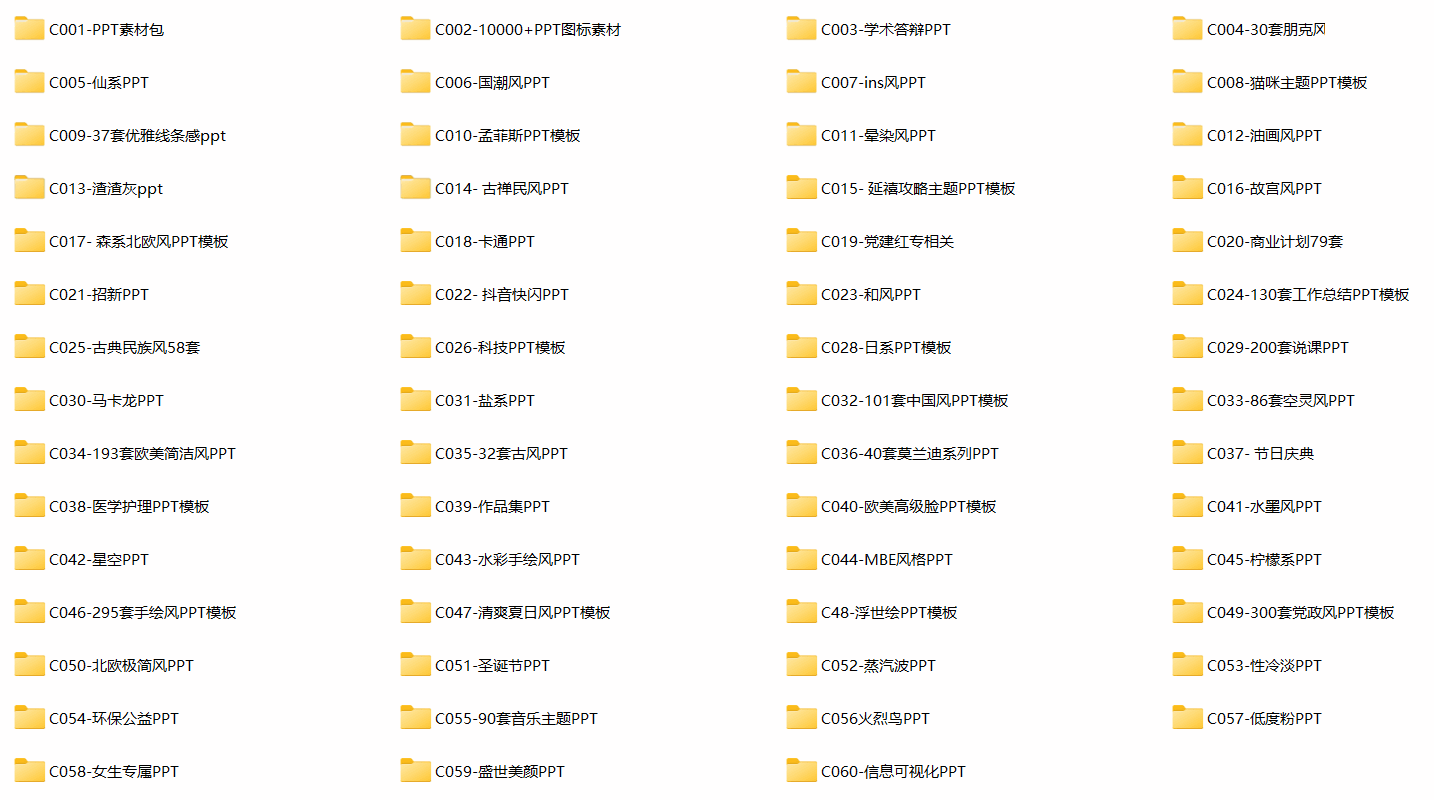 C001-PPT素材包
C002-10000+PPT图标素材
C003-学术答辩PPT
C004-30套朋克风
C005-仙系PPT
C006-国潮风PPT
C007-ins风PPT
C008-猫咪主题PPT模板
C009-37套优雅线条感ppt
C010-孟菲斯PPT模板
C011-晕染风PPT
C012-油画风PPT
C013-渣渣灰ppt
C014- 古禅民风PPT
C015- 延禧攻略主题PPT模板
C016-故宫风PPT
C017- 森系北欧风PPT模板
C018-卡通PPT
C019-党建红专相关
C020-商业计划79套
C021-招新PPT
C022- 抖音快闪PPT
C023-和风PPT
C024-130套工作总结PPT模板
C025-古典民族风58套
C026-科技PPT模板
C028-日系PPT模板
C029-200套说课PPT
C030-马卡龙PPT
C031-盐系PPT
C032-101套中国风PPT模板
C033-86套空灵风PPT
C034-193套欧美简洁风PPT
C035-32套古风PPT
C036-40套莫兰迪系列PPT
C037- 节日庆典
C038-医学护理PPT模板
C039-作品集PPT
C040-欧美高级脸PPT模板
C041-水墨风PPT
C042-星空PPT
C043-水彩手绘风PPT
C044-MBE风格PPT
C045-柠檬系PPT
C046-295套手绘风PPT模板
C047-清爽夏日风PPT模板
C48-浮世绘PPT模板
C049-300套党政风PPT模板
C050-北欧极简风PPT
C051-圣诞节PPT
C052-蒸汽波PPT
C053-性冷淡PPT
C054-环保公益PPT
C055-90套音乐主题PPT
C056火烈鸟PPT
C057-低度粉PPT
C058-女生专属PPT
C059-盛世美颜PPT
C060-信息可视化PPT